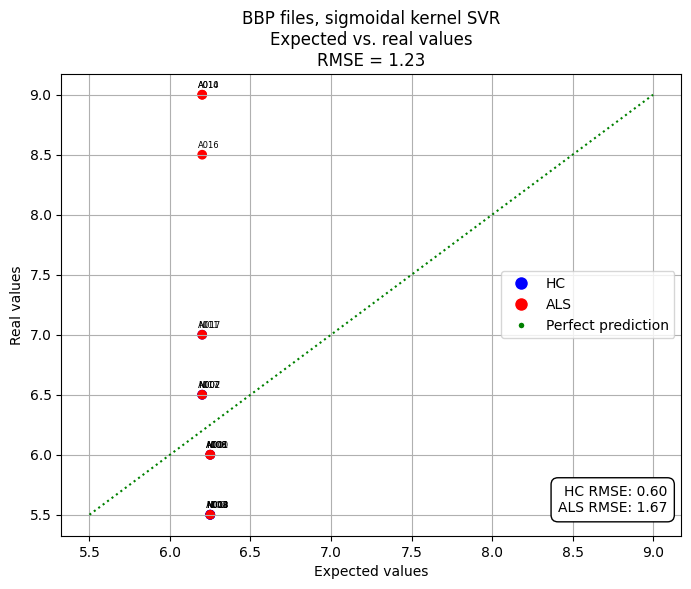 BBP files, sigmoidal kernel SVR
Expected vs. real values
RMSE = 1.23
9.0
8.5
8.0
7.5
7.0
6.5
6.0
5.5
Real values
A016
HC
ALS
Perfect prediction
HC RMSE: 0.60
ALS RMSE: 1.67
5.5 6.0 6.5 7.0 7.5 8.0 8.5 9.0
Expected values